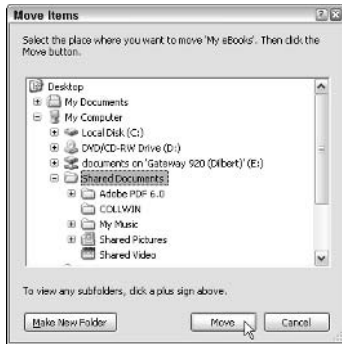 Move Items
Select the place where you want to move 'My eBooks'. Then click the
Move button.
Desktop
My Documents
My Computer
Local Disk (C:)
DVD/CD-RW Drive (D:)
documents on 'Gateway 920 (Dilbert)' (E:)
Shared Documents
Adobe PDF 6.0
COLLWIN
My Music
Shared Pictures
Shared Video
To view any subfolders, click a plus sign above.
Make New Folder
Move
Cancel